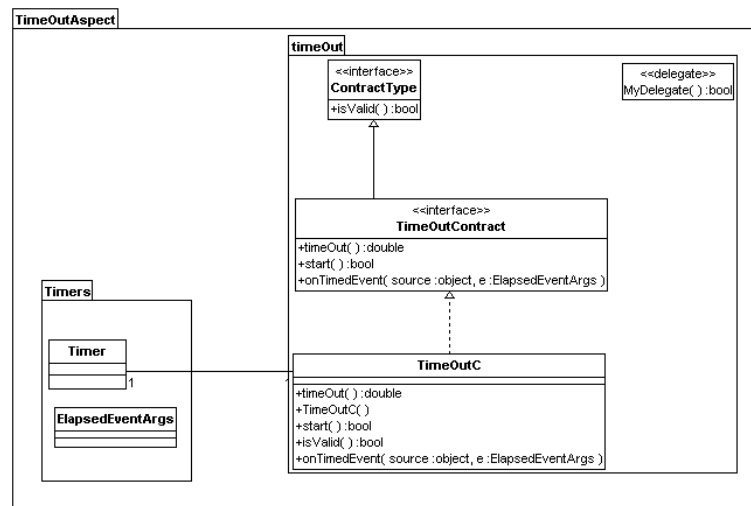 TimeOutAspect
timeOut
<<interface>>
ContractType
+isValid( ) :bool
<<delegate>>
MyDelegate( ) :bool
<<interface>>
TimeOutContract
+timeOut( ) :double
+start( ) :bool
+onTimedEvent( source :object, e :ElapsedEventArgs )
Timers
Timer
1
1
ElapsedEventArgs
TimeOutC
+timeOut( ) :double
+TimeOutC( )
+start( ) :bool
+isValid( ) :bool
+onTimedEvent( source :object, e :ElapsedEventArgs )